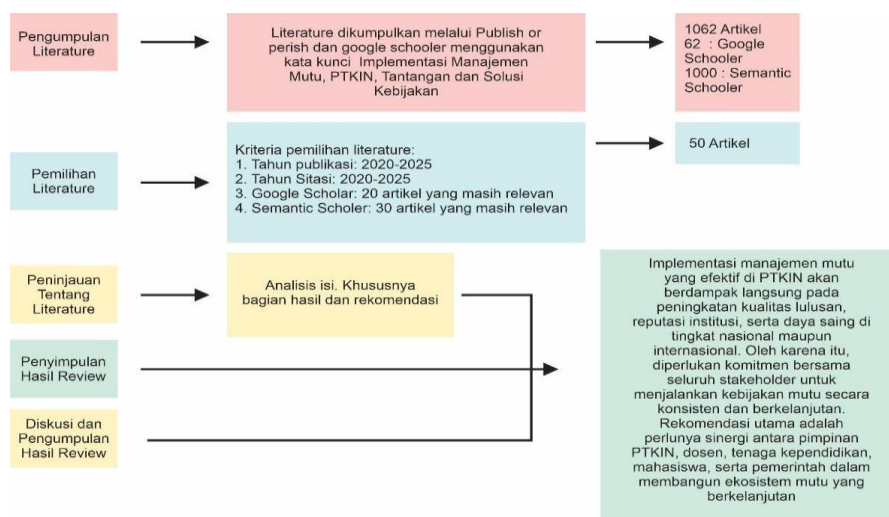 Pengumpulan
Literature
Literature dikumpulkan melalui Publish or
perish dan google schooler menggunakan
kata kunci Implementasi Manajemen
Mutu, PTKIN, Tantangan dan Solusi
Kebijakan
1062 Artikel
62 : Google
Schooler
1000 : Semantic
Schooler
Pemilihan
Literature
Kriteria pemilihan literature:
1. Tahun publikasi: 2020-2025
2. Tahun Sitasi: 2020-2025
3. Google Scholar: 20 artikel yang masih relevan
4. Semantic Scholer: 30 artikel yang masih relevan
50 Artikel
Peninjauan
Tentang
Literature
Analisis isi. Khususnya
bagian hasil dan rekomendasi
Penyimpulan
Hasil Review
Diskusi dan
Pengumpulan
Hasil Review
Implementasi manajemen mutu
yang efektif di PTKIN akan
berdampak langsung pada
peningkatan kualitas lulusan,
reputasi institusi, serta daya saing di
tingkat nasional maupun
internasional. Oleh karena itu,
diperlukan komitmen bersama
seluruh stakeholder untuk
menjalankan kebijakan mutu secara
konsisten dan berkelanjutan.
Rekomendasi utama adalah
perlunya sinergi antara pimpinan
PTKIN, dosen, tenaga kependidikan,
mahasiswa, serta pemerintah dalam
membangun ekosistem mutu yang
berkelanjutan